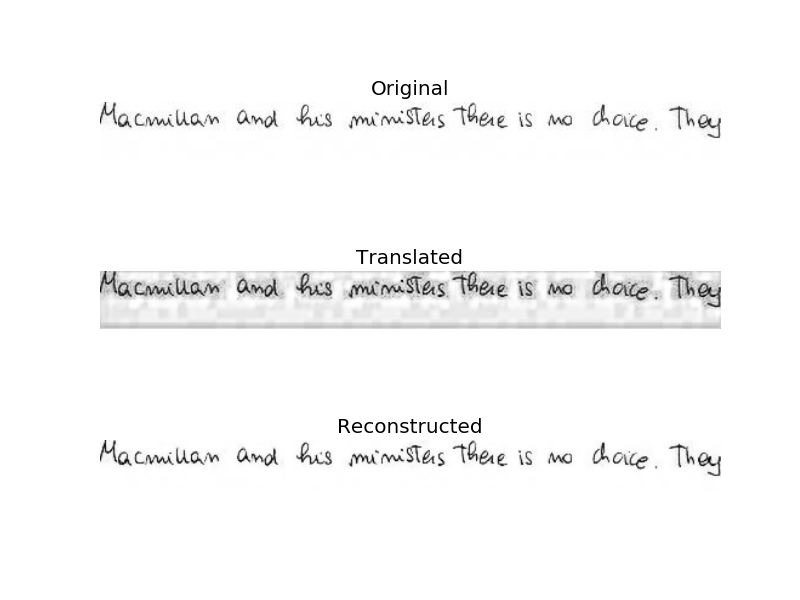 Original
Macmillan and his ministers there is no choice. They
Translated
Macmillan and his ministers there is no choice. They
Reconstructed
Macmillan and his ministers there is no choice. They